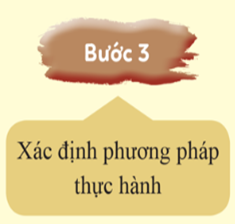 Bước 3
Xác định phương pháp
thực hành